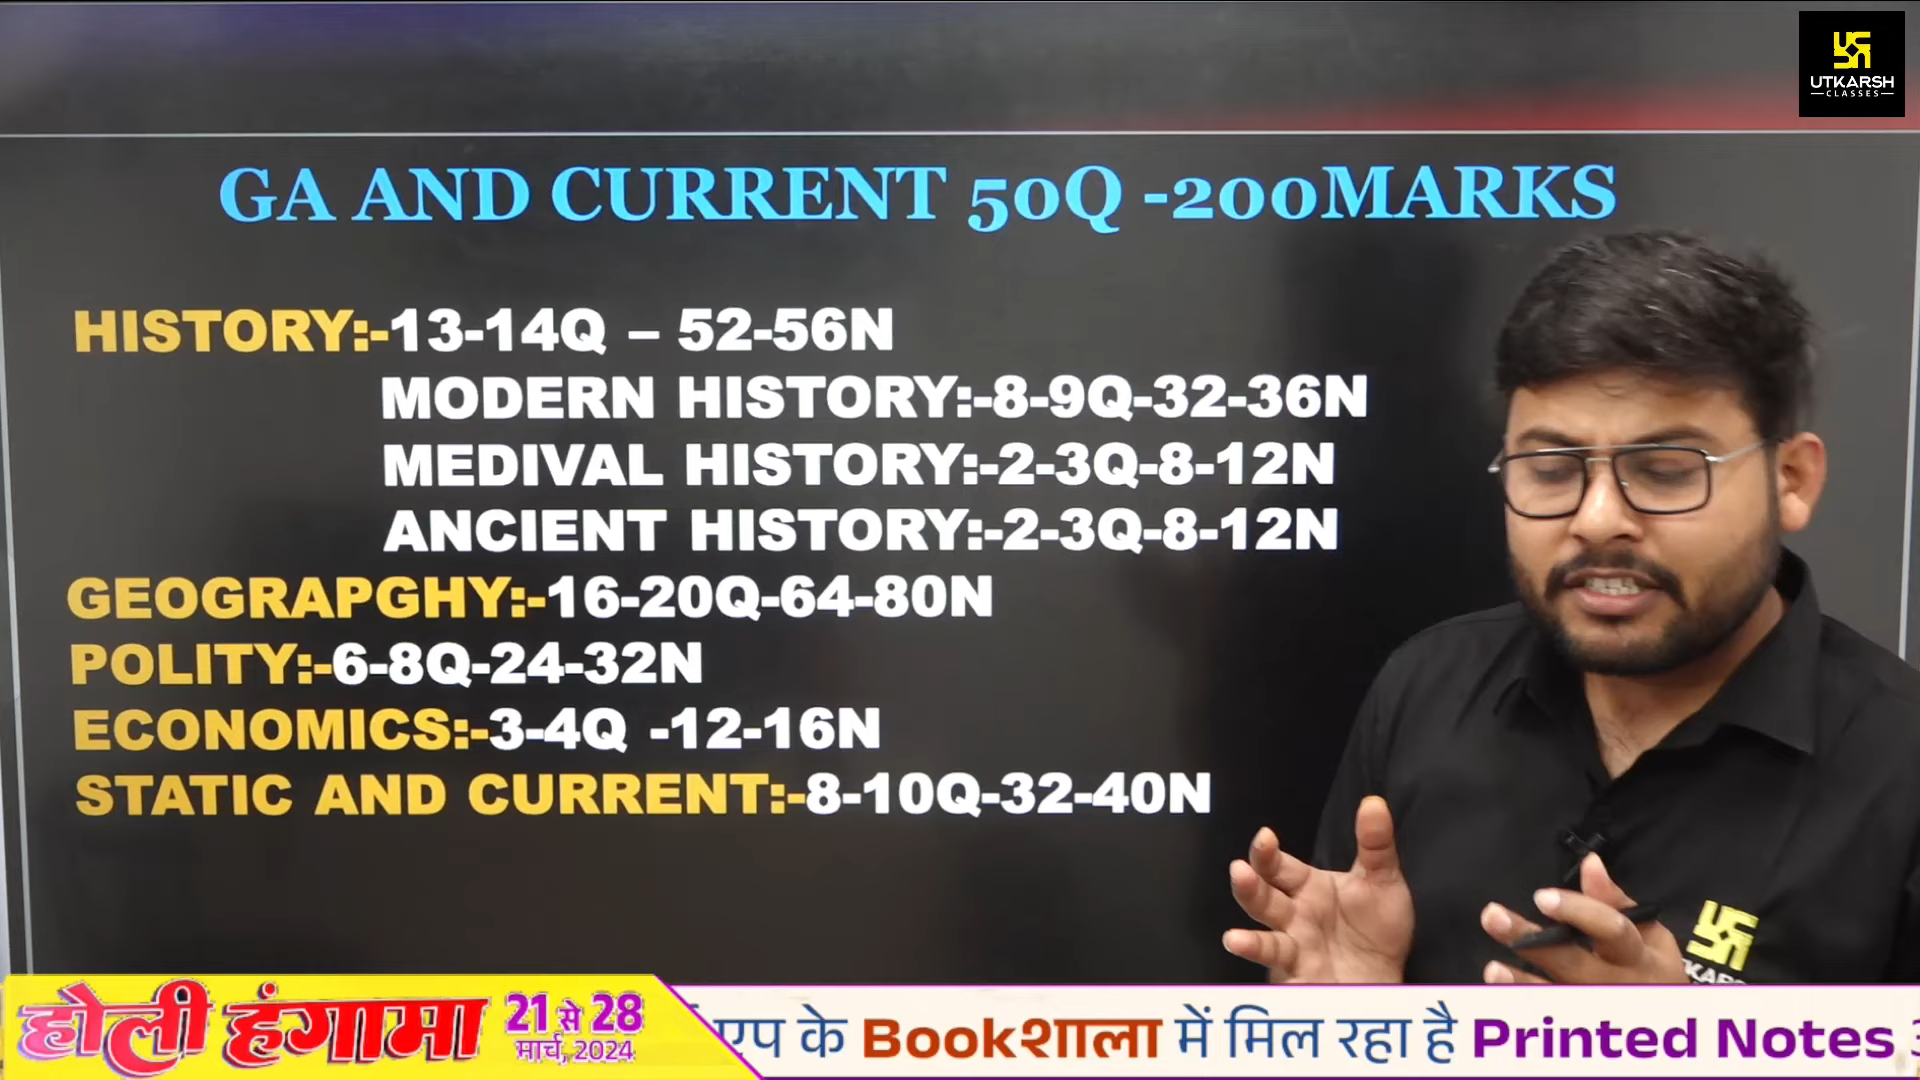 UTKARSH
CLASSES
GA AND CURRENT 50Q -200MARKS
HISTORY:-13-14Q – 52-56N
MODERN HISTORY:-8-9Q-32-36N
MEDIVAL HISTORY:-2-3Q-8-12N
ANCIENT HISTORY:-2-3Q-8-12N
GEOGRAPGHY:-16-20Q-64-80N
POLITY:-6-8Q-24-32N
ECONOMICS:-3-4Q -12-16N
STATIC AND CURRENT:-8-10Q-32-40N
होली हंगामा 21 से 28
मार्च, 2024
के Bookशाला में मिल रहा है Printed Notes